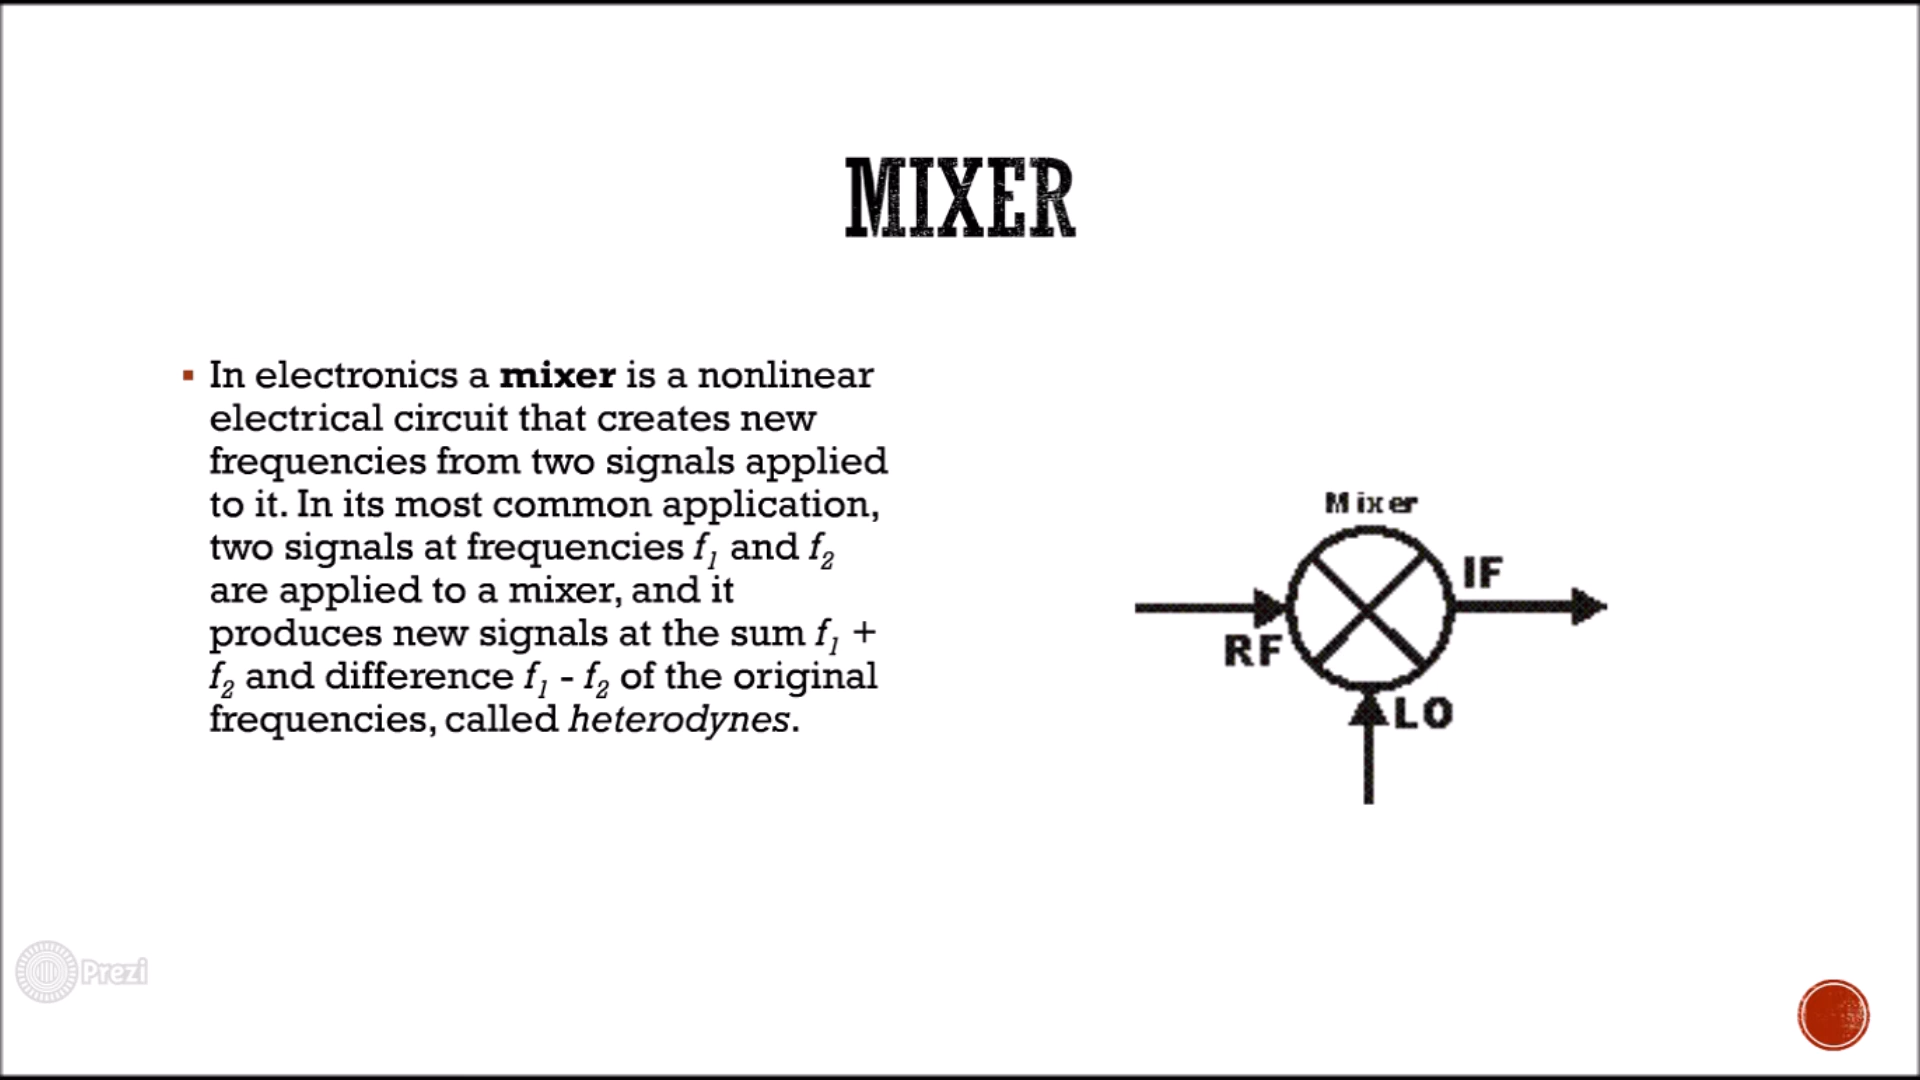 MIXER
▪ In electronics a mixer is a nonlinear
electrical circuit that creates new
frequencies from two signals applied
to it. In its most common application,
two signals at frequencies f₁ and f₂
are applied to a mixer, and it
produces new signals at the sum f₁ +
f₂ and difference f₁ - f₂ of the original
frequencies, called heterodynes.
Mixer
IF
RF
LO
Prezi